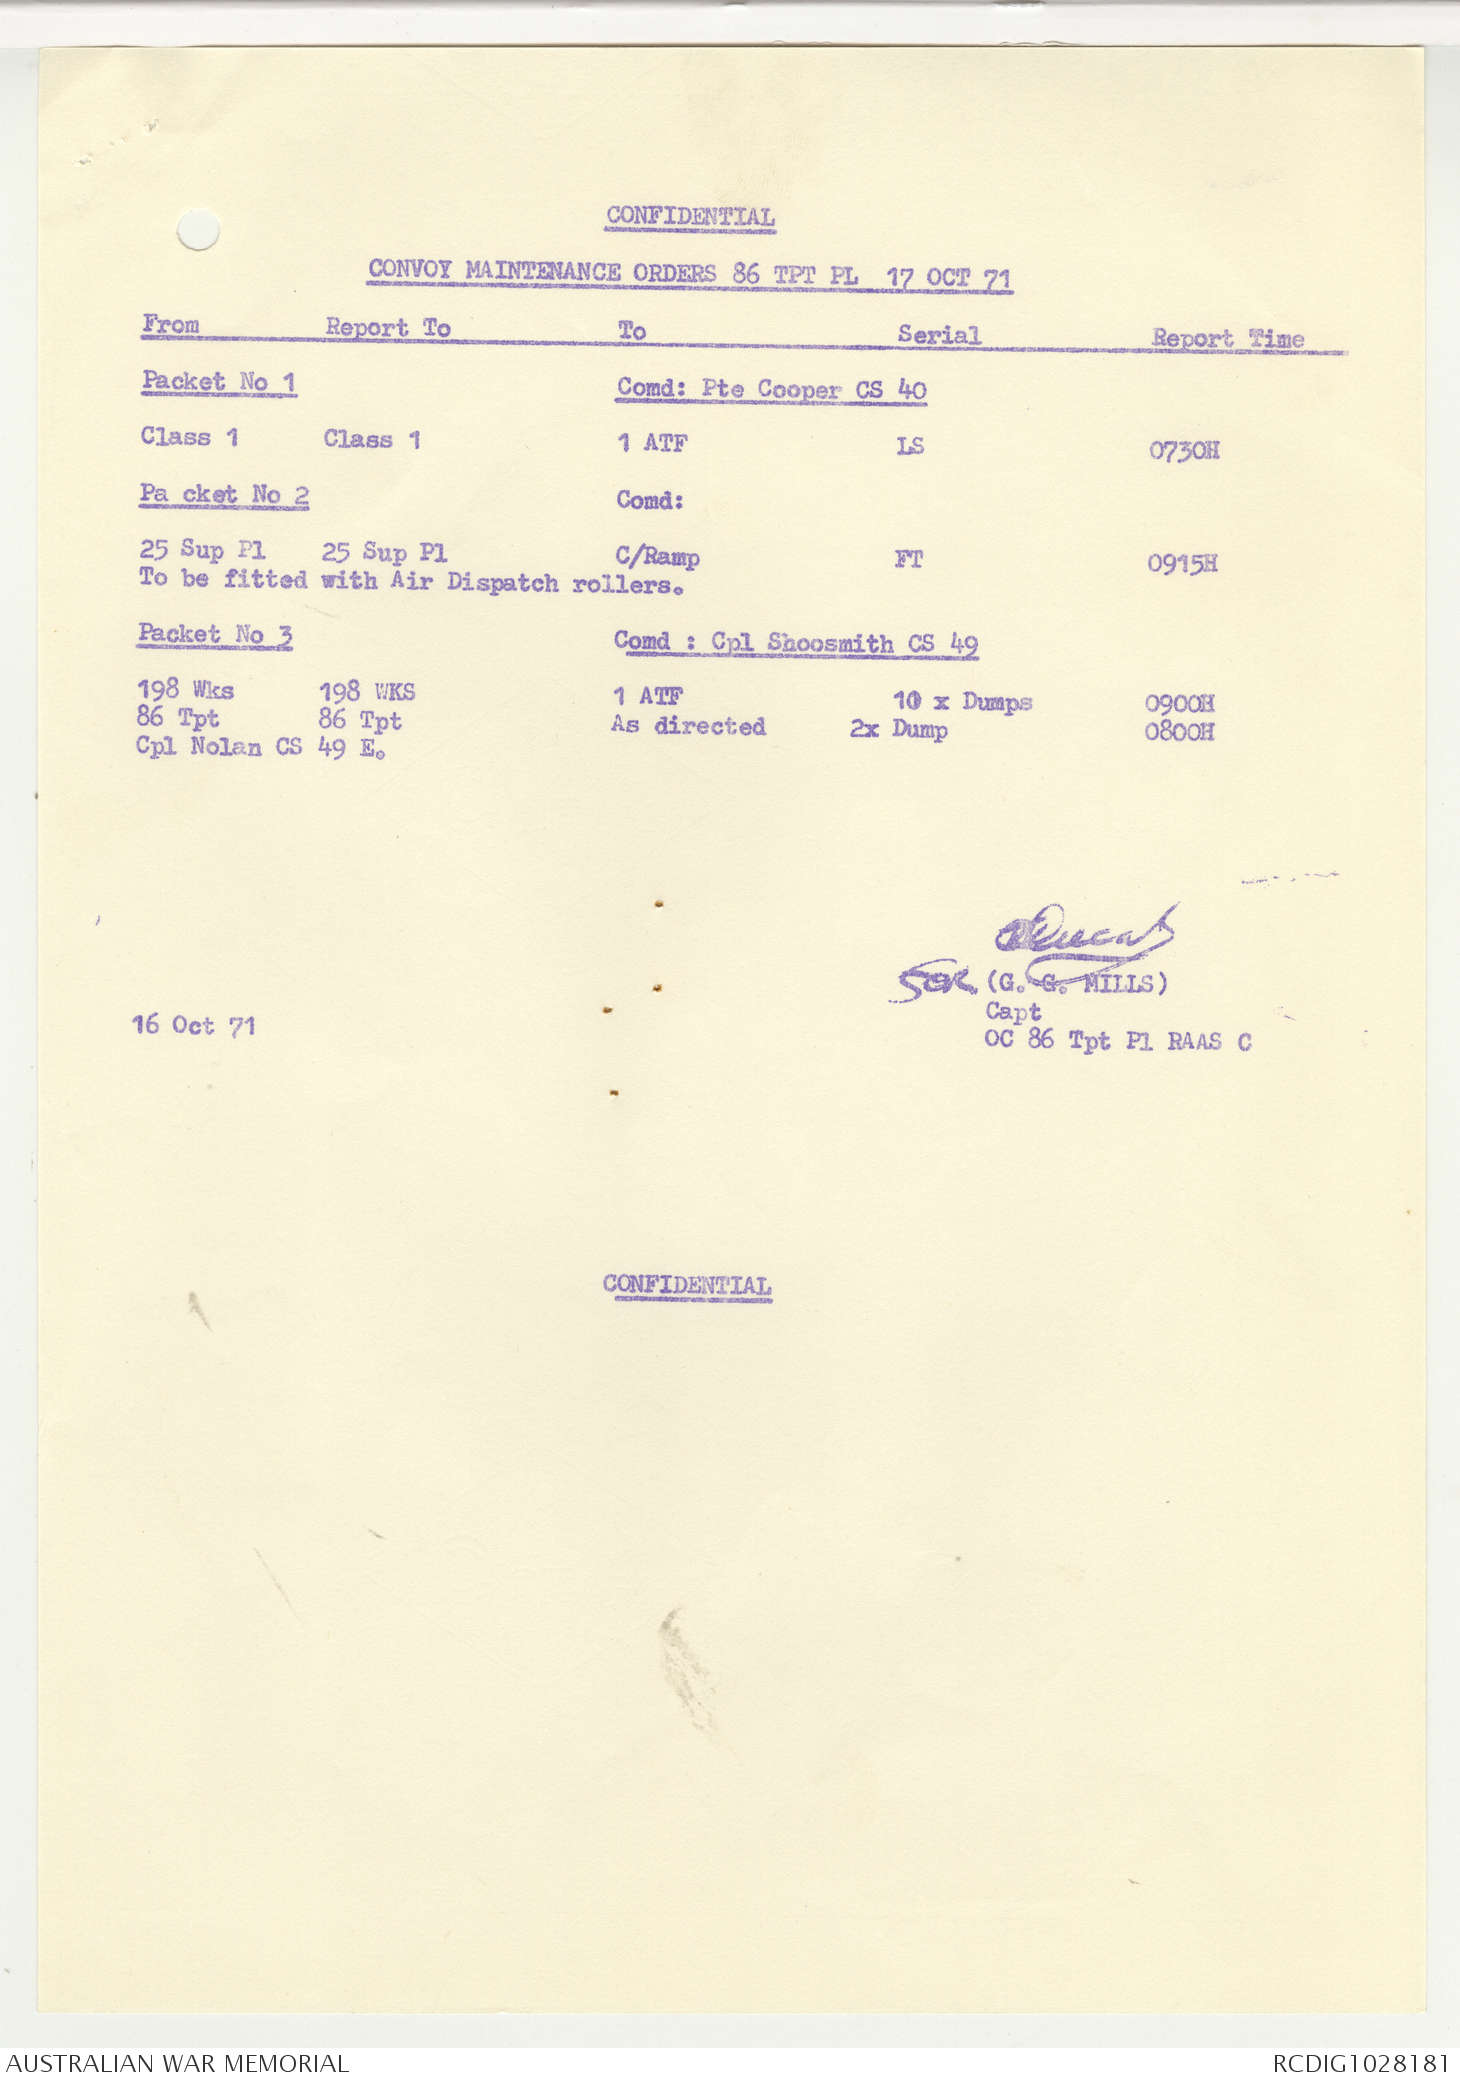 CONFIDENTIAL
CONVOY MAINTENANCE ORDERS 86 TPT PL 17 OCT 71
From Report To To Serial Report Time
Packet No 1 Comd: Pte Cooper CS 40
Class 1 Class 1 1 ATF LS 0730H
Pa cket No 2 Comd:
25 Sup Pl 25 Sup Pl C/Ramp FT 0915H
To be fitted with Air Dispatch rollers.
Packet No 3 Comd : Cpl Shoosmith CS 49
198 Wks 198 WKS 1 ATF 10 x Dumps 0900H
86 Tpt 86 Tpt As directed 2x Dump 0800H
Cpl Nolan CS 49 E.
for (G. G. MILLS)
Capt
16 Oct 71
OC 86 Tpt Pl RAAS C
CONFIDENTIAL
AUSTRALIAN WAR MEMORIAL RCDIG1028181